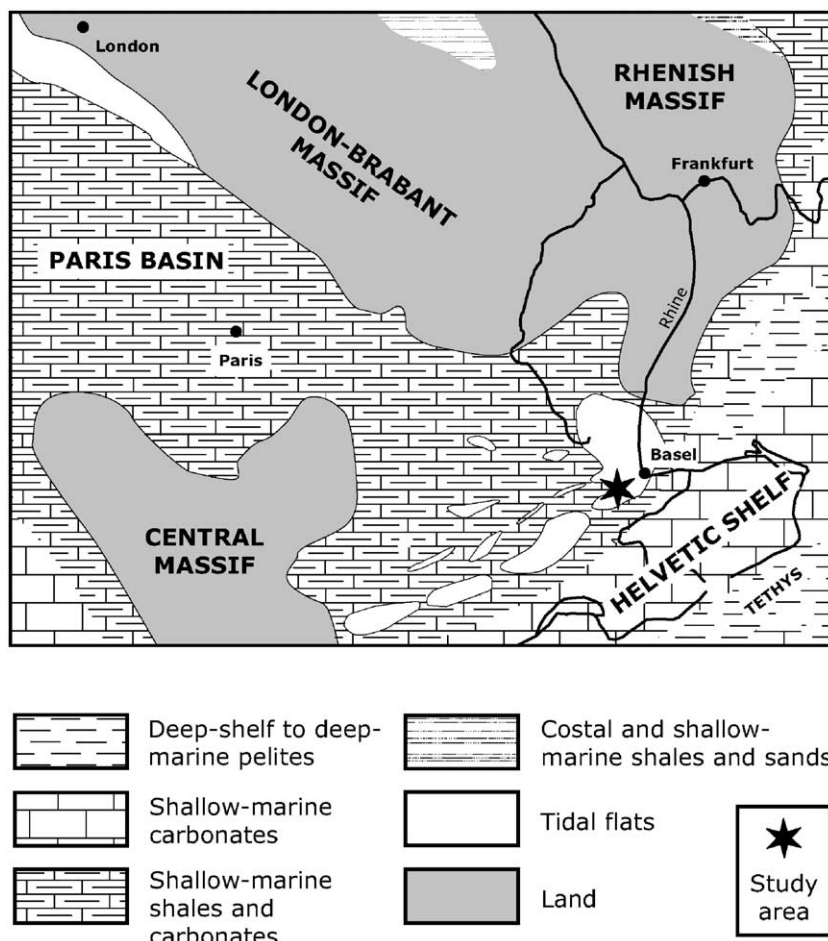 London
LONDON-BRABANT
MASSIF
RHENISH
MASSIF
Frankfurt
PARIS BASIN
Rhine
Paris
Basel
CENTRAL
MASSIF
HELVETIC SHELF
TETHYS
Deep-shelf to deep-
marine pelites
Shallow-marine
carbonates
Shallow-marine
shales and
carbonates
Costal and shallow-
marine shales and sands
Tidal flats
Land
Study
area